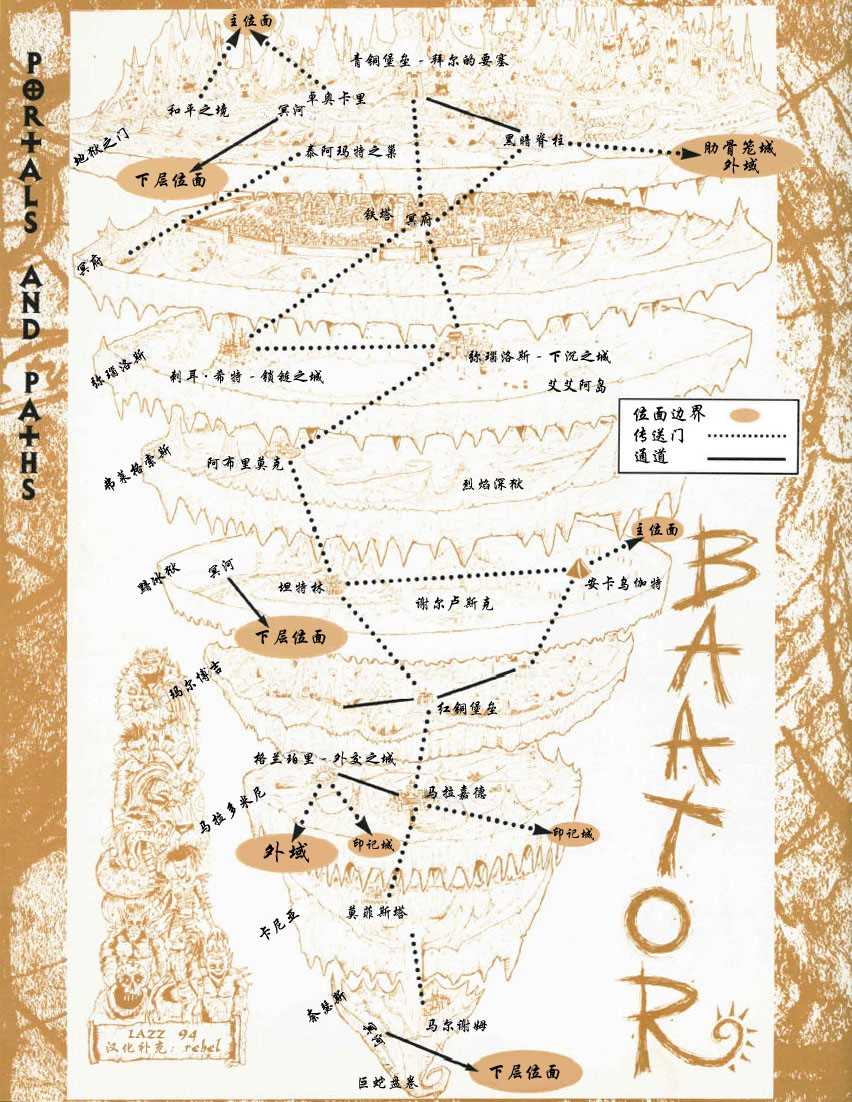 PORTALS AND PATHS
主位面
青铜堡垒-拜尔的要塞
卓奥卡里
和平之境
冥河
地狱之门
黑暗脊柱
肋骨笼城
外域
泰阿玛特之巢
下层位面
铁塔
冥府
冥府
弥瑙洛斯
弥瑙洛斯-下沉之城
刹耳·希特-锁链之城
艾艾阿岛
位面边界
传送门
通道
弗莱格索斯
阿布里莫克
烈焰深狱
主位面
黯冰狱
冥河
坦特林
谢尔卢斯克
安卡乌伽特
下层位面
BAATOR
玛尔博吉
红铜堡垒
格兰珀里-外交之城
马拉多米尼
马拉嘉德
外域
印记城
印记城
卡尼亚
莫菲斯塔
奈瑟斯
马尔谢姆
冥河
下层位面
巨蛇盘卷
LAZZ 94
汉化补充：rebel